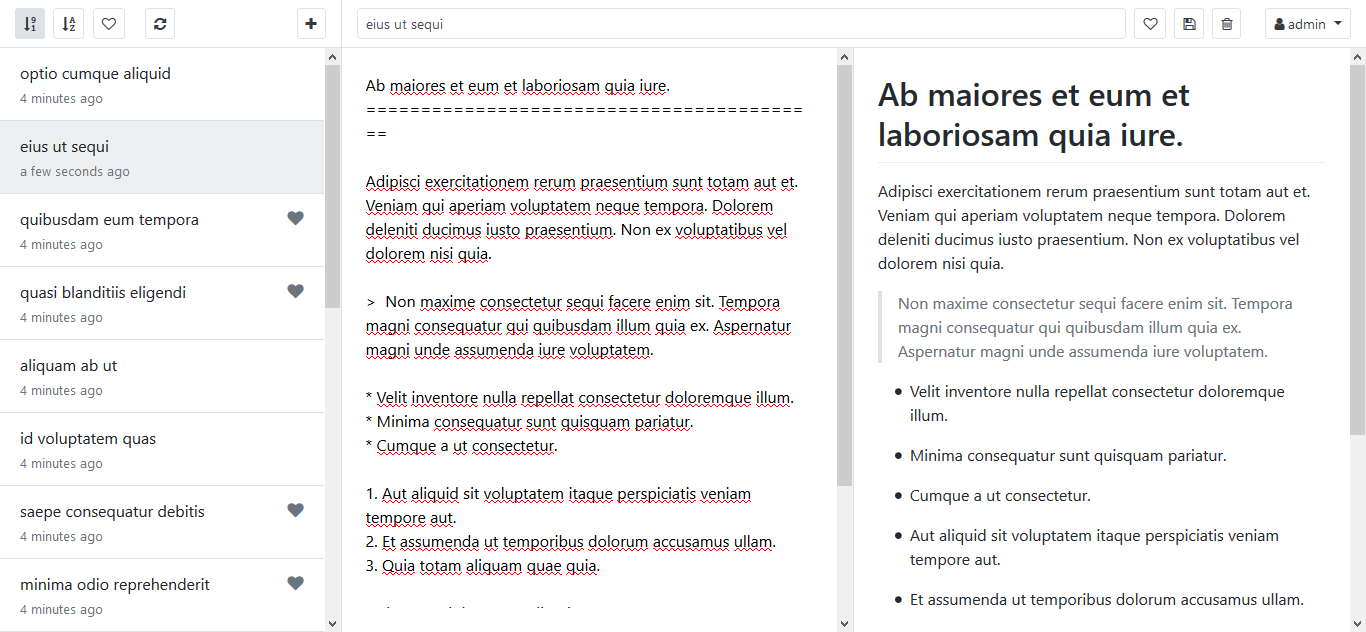 eius ut sequi
admin
optio cumque aliquid
4 minutes ago
eius ut sequi
a few seconds ago
quibusdam eum tempora
4 minutes ago
quasi blanditiis eligendi
4 minutes ago
aliquam ab ut
4 minutes ago
id voluptatem quas
4 minutes ago
saepe consequatur debitis
4 minutes ago
minima odio reprehenderit
4 minutes ago
Ab maiores et eum et laboriosam quia iure.
========================================
==
Adipisci exercitationem rerum praesentium sunt totam aut et.
Veniam qui aperiam voluptatem neque tempora. Dolorem
deleniti ducimus iusto praesentium. Non ex voluptatibus vel
dolorem nisi quia.
> Non maxime consectetur sequi facere enim sit. Tempora
magni consequatur qui quibusdam illum quia ex. Aspernatur
magni unde assumenda iure voluptatem.
* Velit inventore nulla repellat consectetur doloremque illum.
* Minima consequatur sunt quisquam pariatur.
* Cumque a ut consectetur.
1. Aut aliquid sit voluptatem itaque perspiciatis veniam
tempore aut.
2. Et assumenda ut temporibus dolorum accusamus ullam.
3. Quia totam aliquam quae quia.
Ab maiores et eum et
laboriosam quia iure.
Adipisci exercitationem rerum praesentium sunt totam aut et.
Veniam qui aperiam voluptatem neque tempora. Dolorem
deleniti ducimus iusto praesentium. Non ex voluptatibus vel
dolorem nisi quia.
Non maxime consectetur sequi facere enim sit. Tempora
magni consequatur qui quibusdam illum quia ex.
Aspernatur magni unde assumenda iure voluptatem.
• Velit inventore nulla repellat consectetur doloremque
illum.
• Minima consequatur sunt quisquam pariatur.
• Cumque a ut consectetur.
• Aut aliquid sit voluptatem itaque perspiciatis veniam
tempore aut.
• Et assumenda ut temporibus dolorum accusamus ullam.